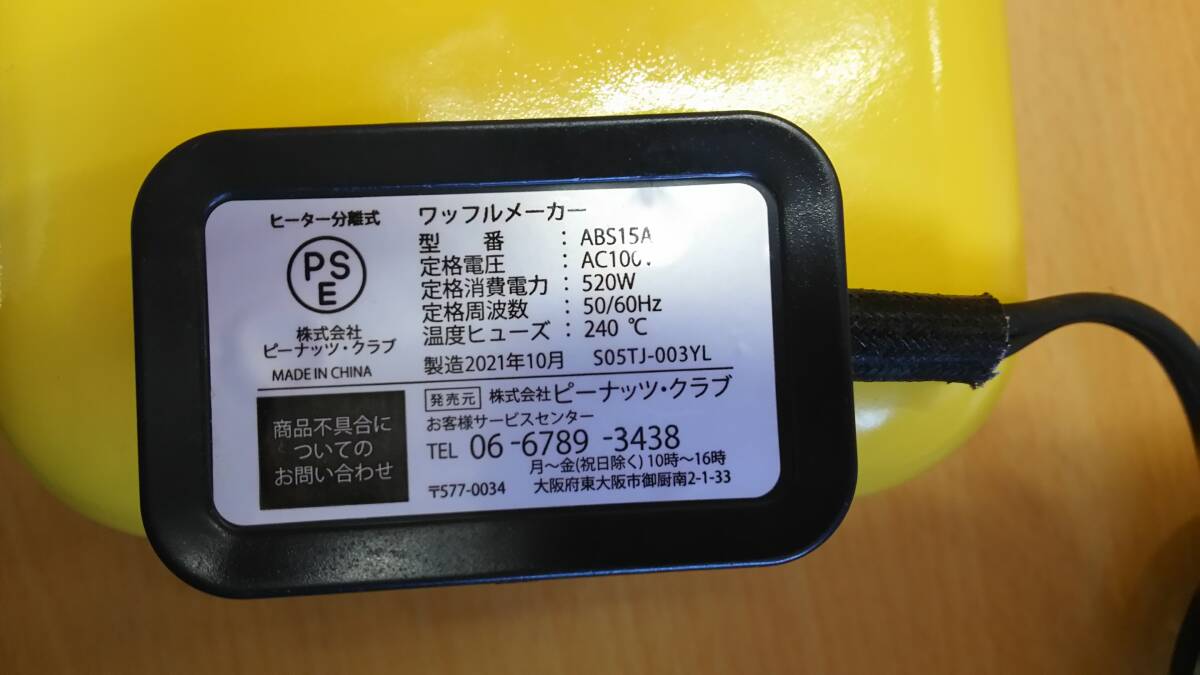 ヒーター分離式
PS
E
株式会社
ピーナッツ・クラブ
MADE IN CHINA
ワッフルメーカー
型 番 : ABS15A
定格電圧 : AC100V
定格消費電力 : 520W
定格周波数 : 50/60Hz
温度ヒューズ : 240 ℃
製造2021年10月 S05TJ-003YL
商品不具合に
ついての
お問い合わせ
発売元 株式会社ピーナッツ・クラブ
お客様サービスセンター
TEL 06-6789-3438
月～金(祝日除く) 10時～16時
〒577-0034 大阪府東大阪市御厨南2-1-33